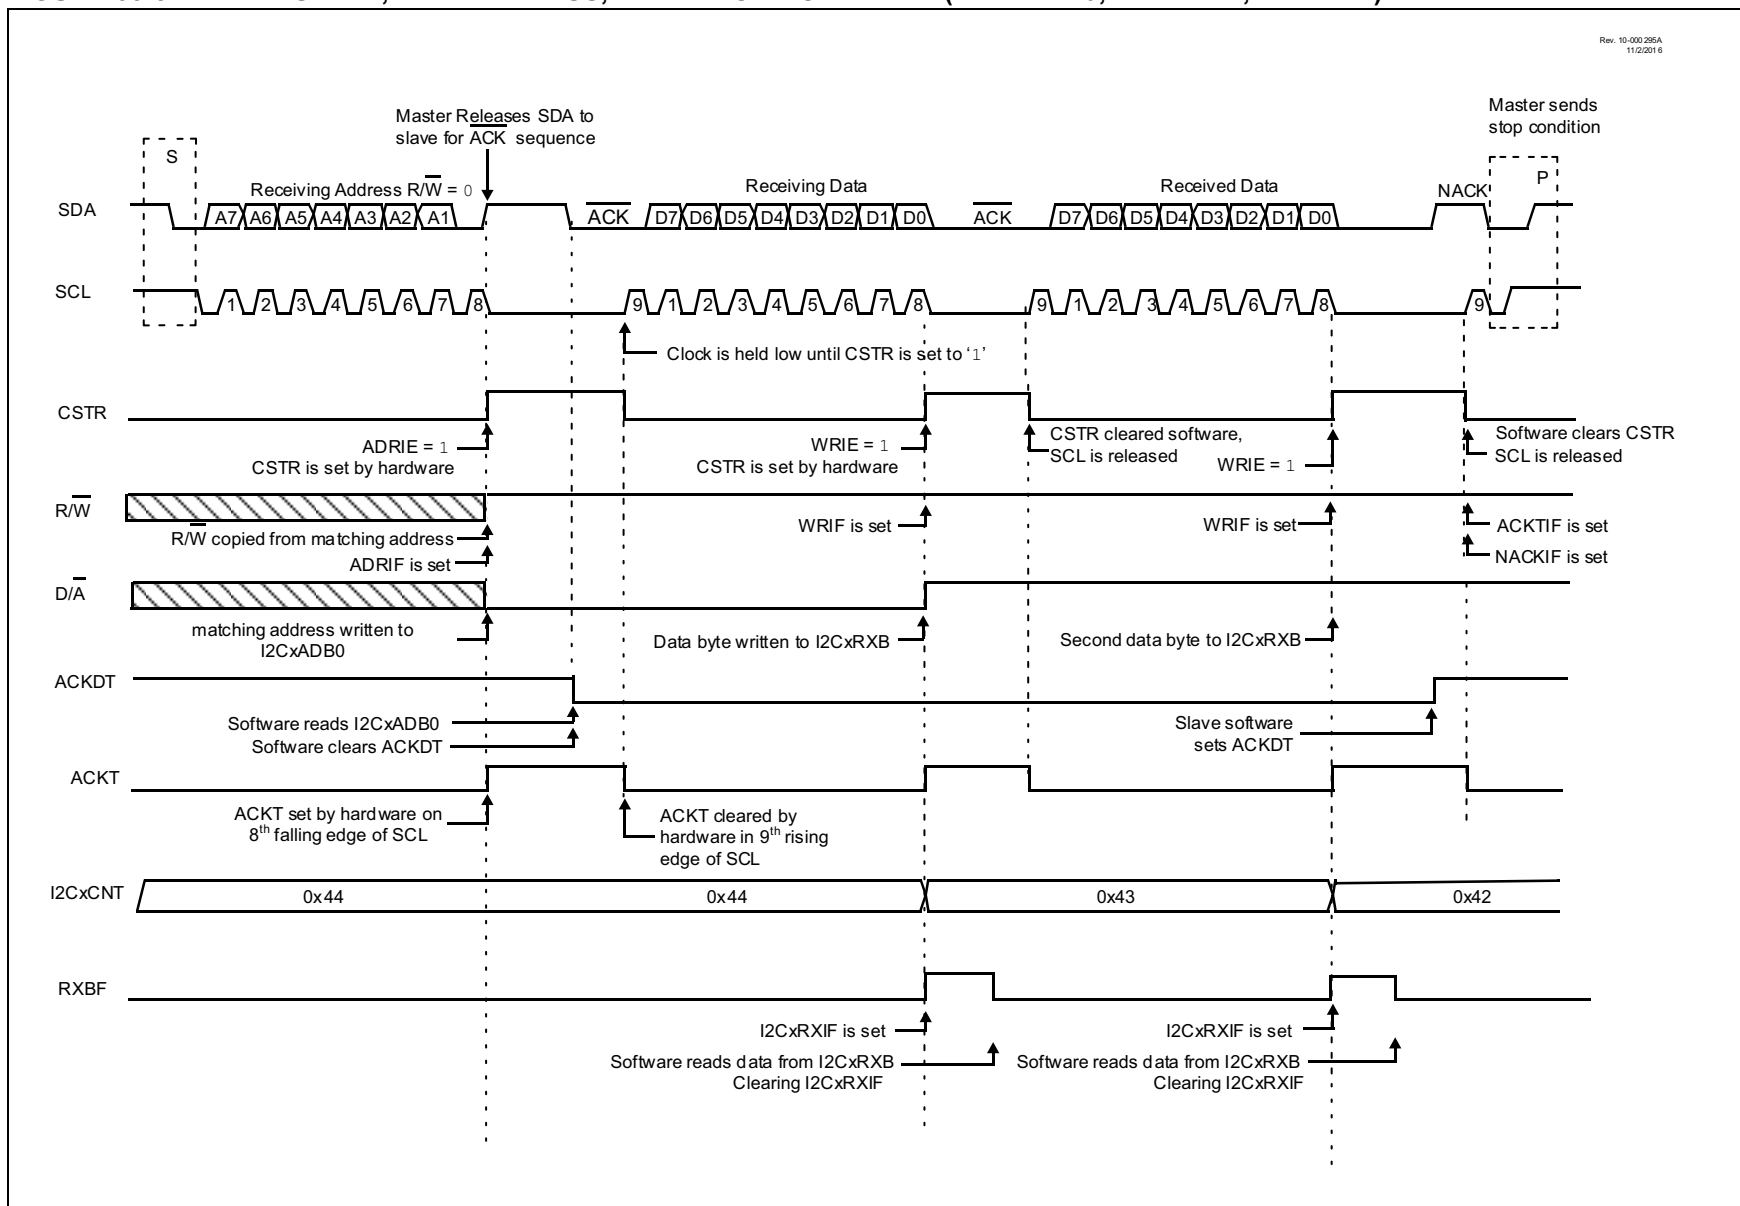 Rev. 10-000 295A
11/2/201 6
Master Releases SDA to
slave for A̅C̅K̅ sequence
Master sends
stop condition
S
P
Receiving Address R/W̅ = 0
Receiving Data
Received Data
NACK
SDA
A7 A6 A5 A4 A3 A2 A1
A̅C̅K̅
D7 D6 D5 D4 D3 D2 D1 D0
A̅C̅K̅
D7 D6 D5 D4 D3 D2 D1 D0
SCL
1 2 3 4 5 6 7 8 9 1 2 3 4 5 6 7 8 9 1 2 3 4 5 6 7 8 9
Clock is held low until CSTR is set to ‘1’
CSTR
ADRIE = 1
CSTR is set by hardware
WRIE = 1
CSTR is set by hardware
CSTR cleared software,
SCL is released
WRIE = 1
Software clears CSTR
SCL is released
R/W̅
R/W̅ copied from matching address
ADRIF is set
WRIF is set
WRIF is set
ACKTIF is set
NACKIF is set
D/A̅
matching address written to
I2CxADB0
Data byte written to I2CxRXB
Second data byte to I2CxRXB
ACKDT
Software reads I2CxADB0
Software clears ACKDT
Slave software
sets ACKDT
ACKT
ACKT set by hardware on
8th falling edge of SCL
ACKT cleared by
hardware in 9th rising
edge of SCL
I2CxCNT
0x44
0x44
0x43
0x42
RXBF
I2CxRXIF is set
Software reads data from I2CxRXB
Clearing I2CxRXIF
I2CxRXIF is set
Software reads data from I2CxRXB
Clearing I2CxRXIF